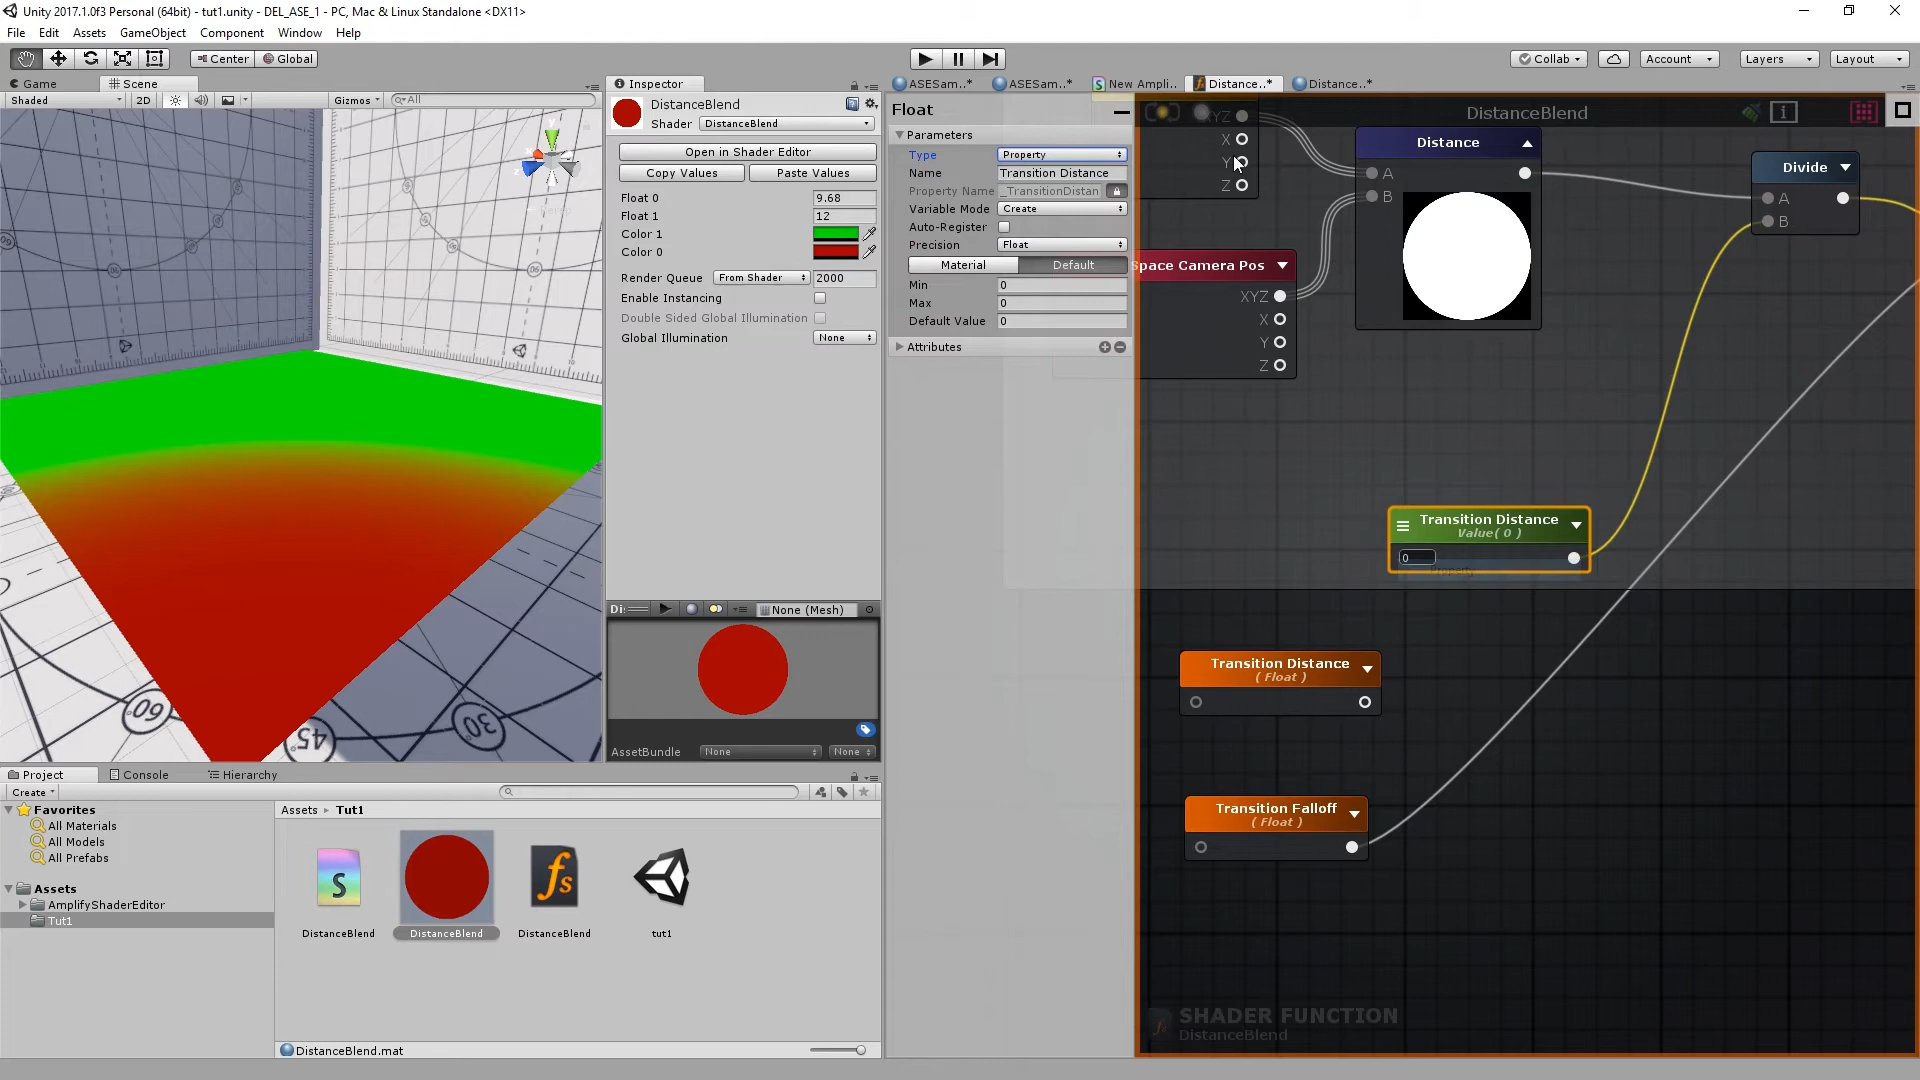 Unity 2017.1.0f3 Personal (64bit) - tut1.unity - DEL_ASE_1 - PC, Mac & Linux Standalone <DX11>
File Edit Assets GameObject Component Window Help
Center Global
Collab Account Layers Layout
Game Scene
Shaded 2D Gizmos All
Inspector
DistanceBlend
Shader DistanceBlend
Open in Shader Editor
Copy Values Paste Values
Float 0 9.68
Float 1 12
Color 1
Color 0
Render Queue From Shader 2000
Enable Instancing
Double Sided Global Illumination
Global Illumination None
None (Mesh)
AssetBundle None None
ASESam..* ASESam..* New Ampli.. Distance..* Distance..*
Float
Parameters
Type Property
Name Transition Distance
Property Name _TransitionDistan
Variable Mode Create
Auto-Register
Precision Float
Material Default
Min 0
Max 0
Default Value 0
Attributes
DistanceBlend
XYZ
X
Y
Z
Distance
A
B
Divide
A
B
Space Camera Pos
XYZ
X
Y
Z
Transition Distance
Value( 0 )
0
Property
Transition Distance
( Float )
Transition Falloff
( Float )
SHADER FUNCTION
DistanceBlend
y
60
45
30
Project Console Hierarchy
Create
Favorites
All Materials
All Models
All Prefabs
Assets
AmplifyShaderEditor
Tut1
Assets Tut1
DistanceBlend DistanceBlend DistanceBlend tut1
DistanceBlend.mat